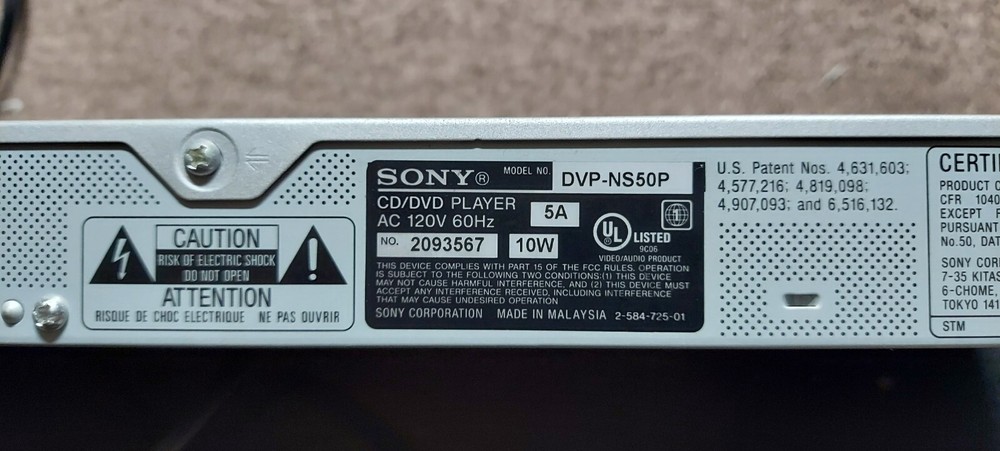 CAUTION
RISK OF ELECTRIC SHOCK
DO NOT OPEN
ATTENTION
RISQUE DE CHOC ELECTRIQUE NE PAS OUVRIR
SONY® MODEL NO. DVP-NS50P
CD/DVD PLAYER
AC 120V 60Hz 5A
NO. 2093567 10W
UL LISTED
9C06
VIDEO/AUDIO PRODUCT
1
THIS DEVICE COMPLIES WITH PART 15 OF THE FCC RULES. OPERATION
IS SUBJECT TO THE FOLLOWING TWO CONDITIONS:(1) THIS DEVICE
MAY NOT CAUSE HARMFUL INTERFERENCE, AND (2) THIS DEVICE MUST
ACCEPT ANY INTERFERENCE RECEIVED, INCLUDING INTERFERENCE
THAT MAY CAUSE UNDESIRED OPERATION
SONY CORPORATION MADE IN MALAYSIA 2-584-725-01
U.S. Patent Nos. 4,631,603;
4,577,216; 4,819,098;
4,907,093; and 6,516,132.
CERTI
PRODUCT C
CFR 1040
EXCEPT
PURSUANT
No.50, DAT
SONY COR
7-35 KITAS
6-CHOME,
TOKYO 141
STM